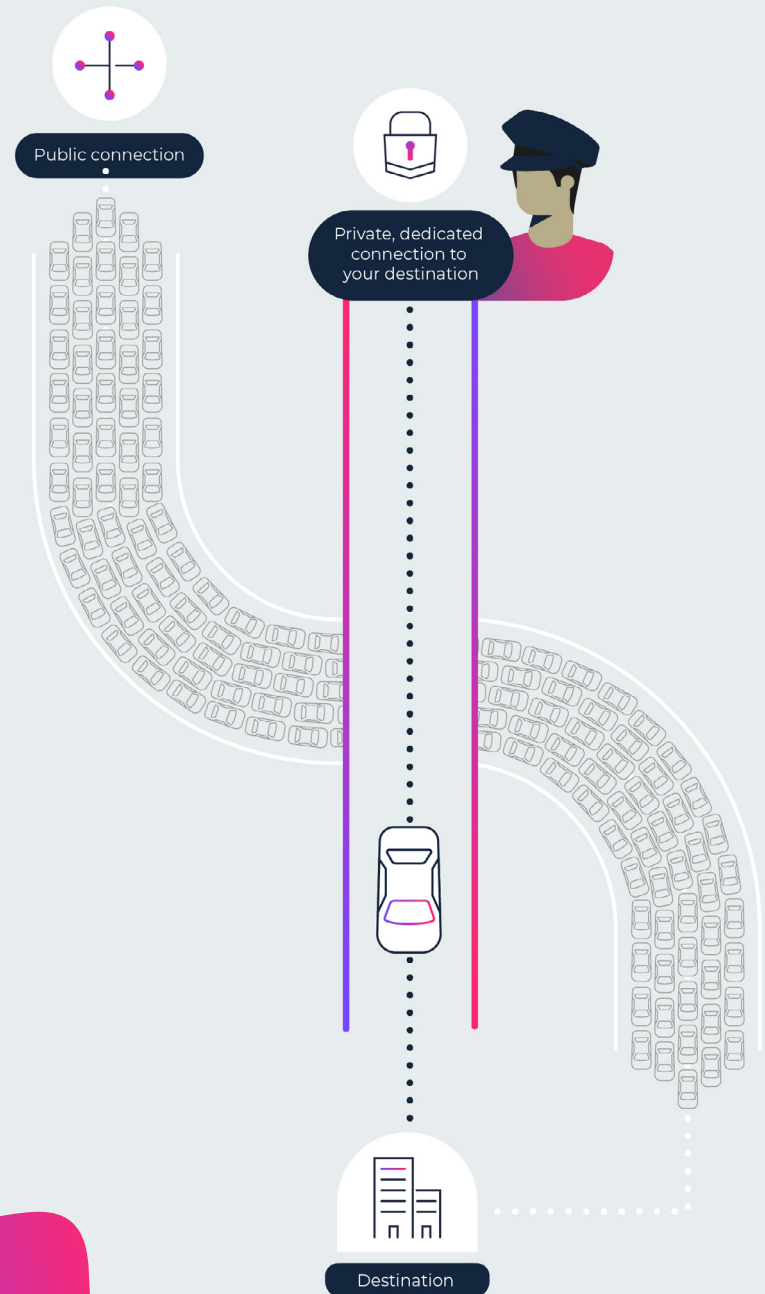 Public connection
Private, dedicated
connection to
your destination
Destination